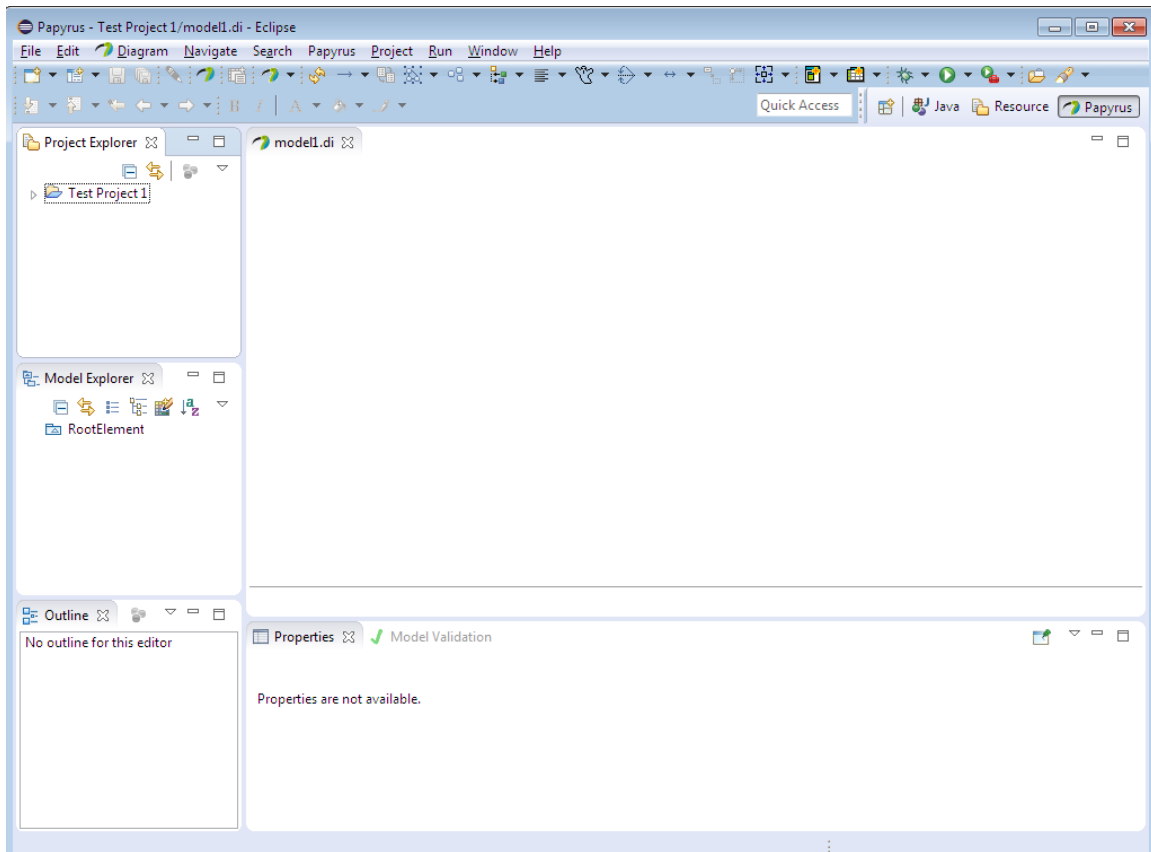 Papyrus - Test Project 1/model1.di - Eclipse
File Edit Diagram Navigate Search Papyrus Project Run Window Help
B I A Quick Access Java Resource Papyrus
Project Explorer model1.di
Test Project 1
Model Explorer
RootElement
Outline
No outline for this editor
Properties Model Validation
Properties are not available.